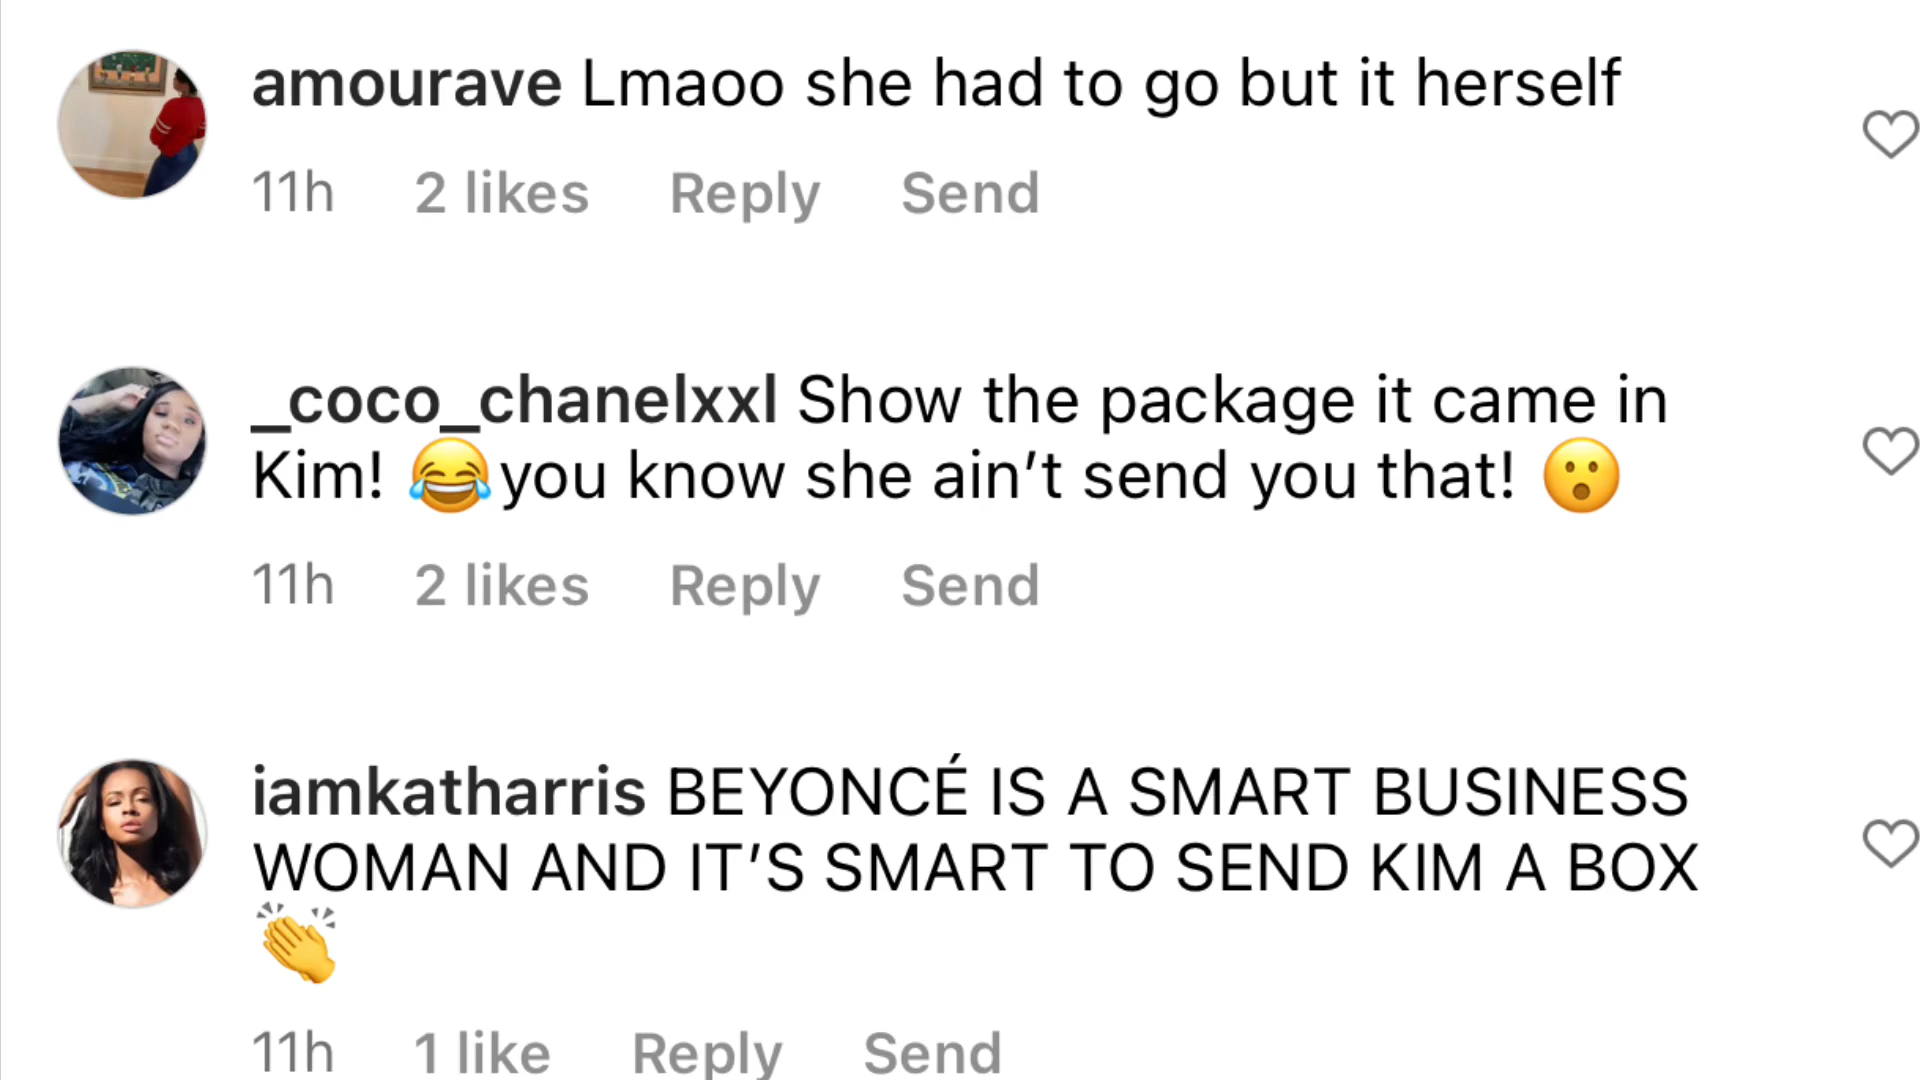 amourave Lmaoo she had to go but it herself
11h 2 likes Reply Send
_coco_chanelxxl Show the package it came in
Kim! 😂you know she ain’t send you that! 😮
11h 2 likes Reply Send
iamkatharris BEYONCÉ IS A SMART BUSINESS
WOMAN AND IT’S SMART TO SEND KIM A BOX
👏
11h 1 like Reply Send